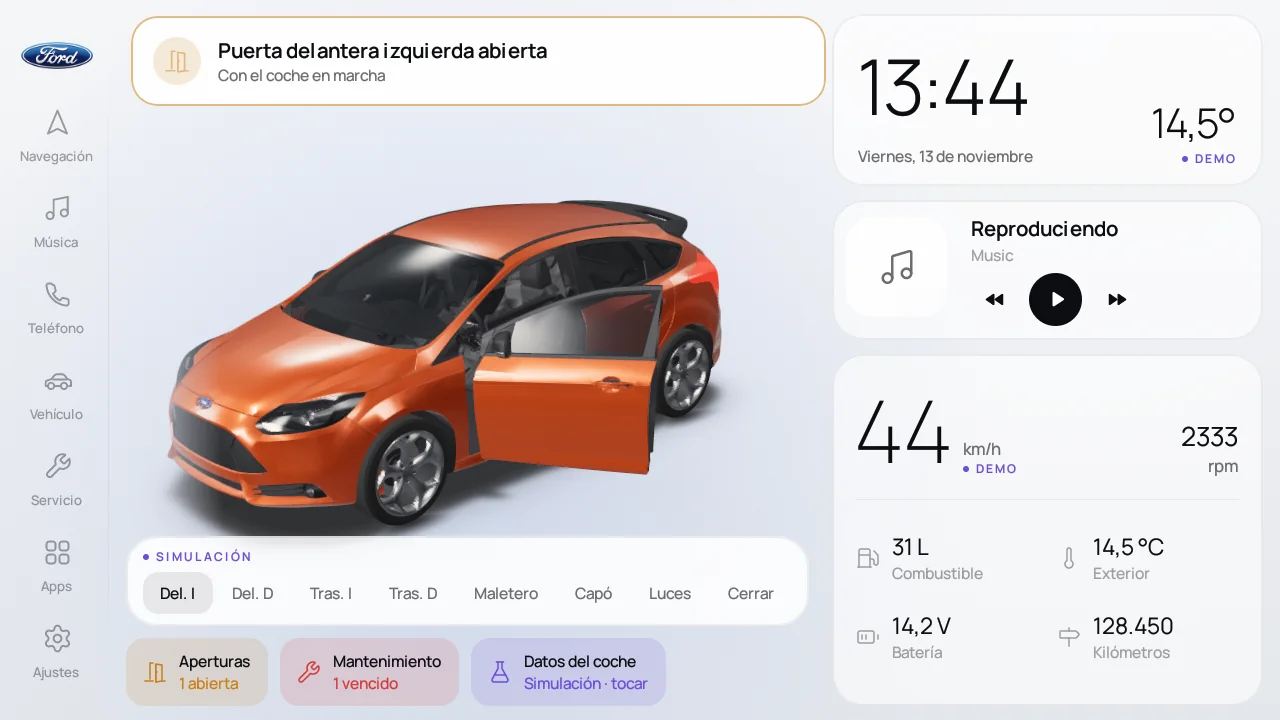 Ford
Puerta delantera izquierda abierta
Con el coche en marcha
Navegación
Música
Teléfono
Vehículo
Servicio
Apps
Ajustes
SIMULACIÓN
Del. I
Del. D
Tras. I
Tras. D
Maletero
Capó
Luces
Cerrar
Aperturas
1 abierta
Mantenimiento
1 vencido
Datos del coche
Simulación · tocar
13:44
14,5°
Viernes, 13 de noviembre
DEMO
Reproduciendo
Music
44 km/h
DEMO
2333
rpm
31 L
Combustible
14,5 °C
Exterior
14,2 V
Batería
128.450
Kilómetros